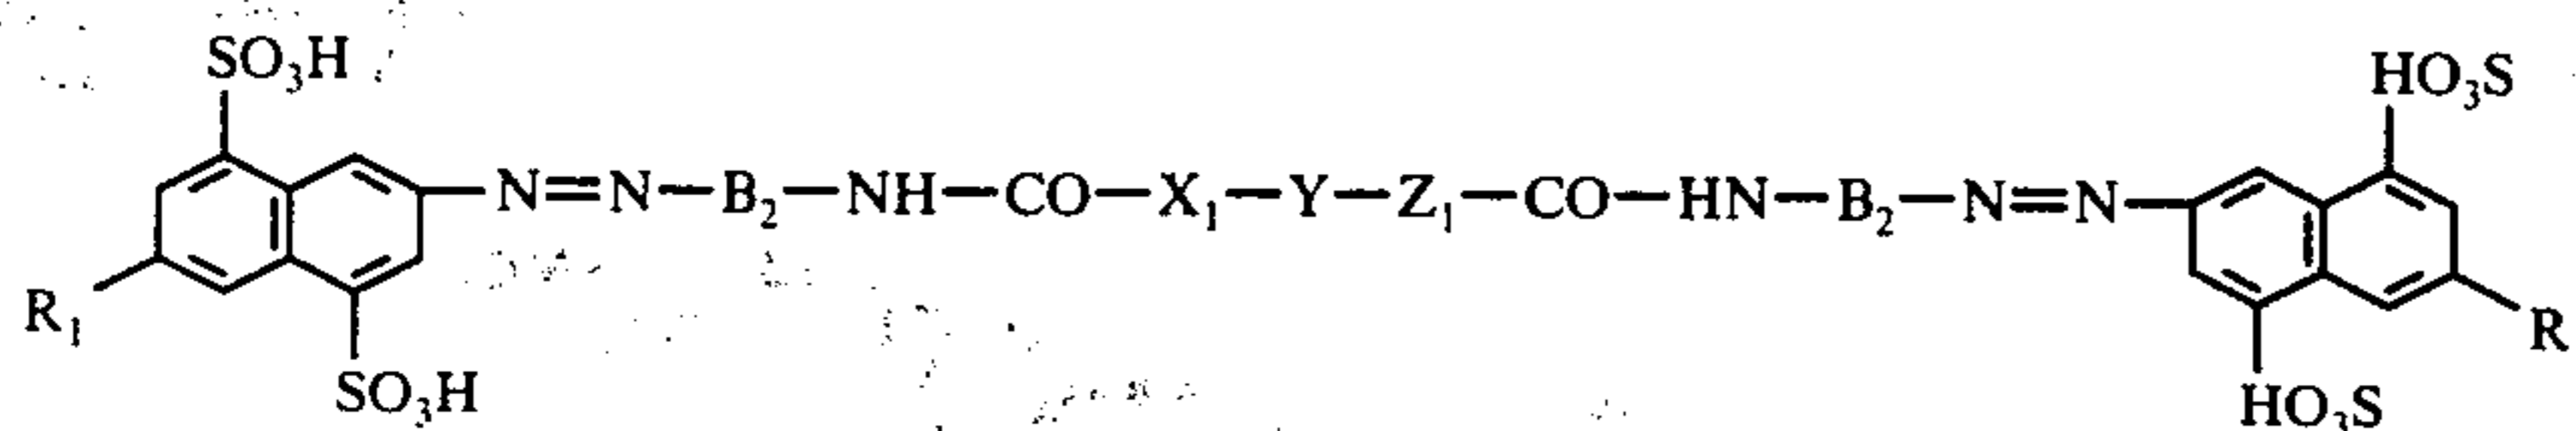 SO₃H HO₃S
N=N–B₂–NH–CO–X₁–Y–Z₁–CO–HN–B₂–N=N
R₁ R
SO₃H HO₃S